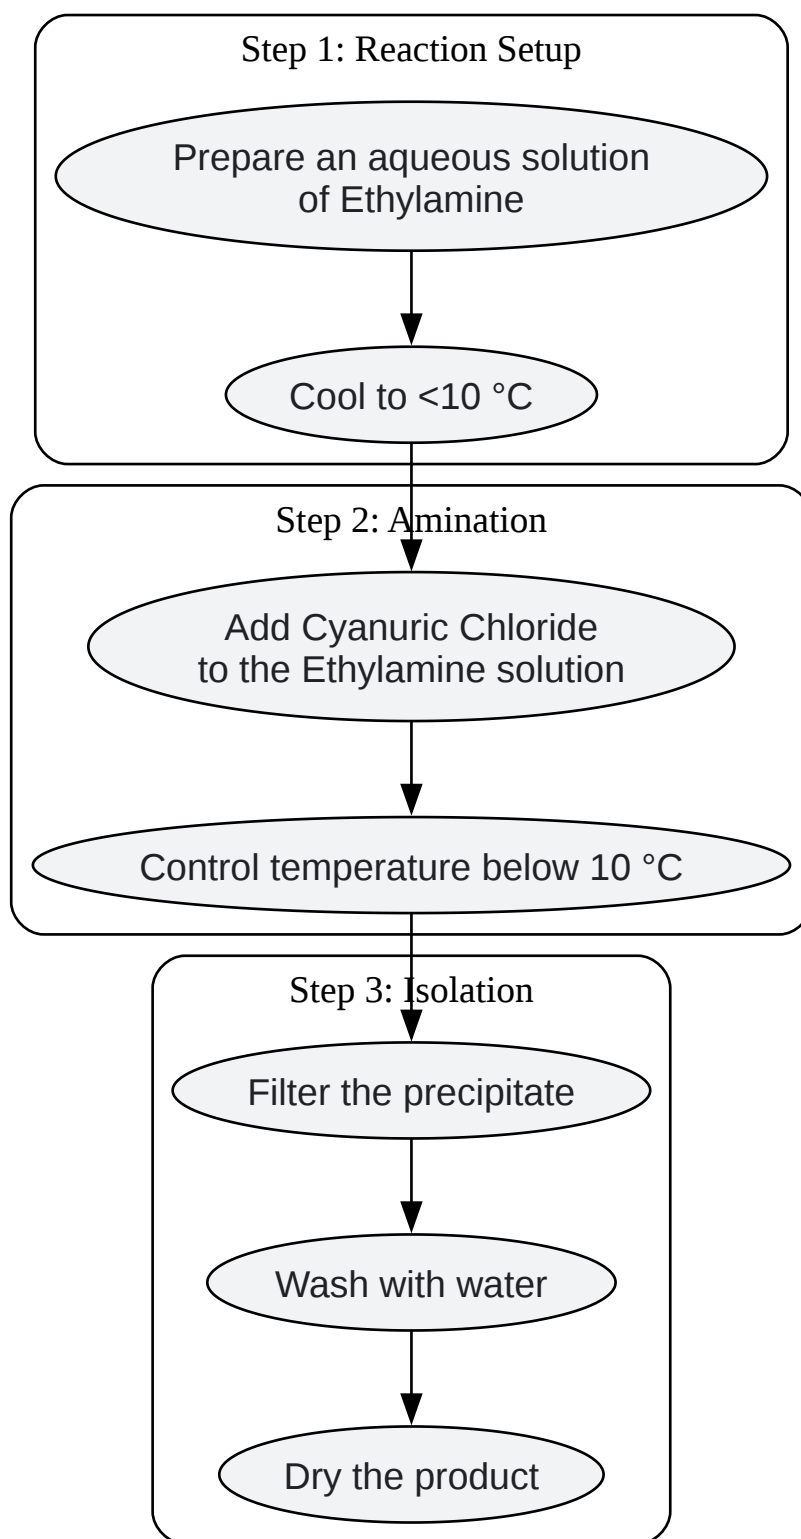 Step 1: Reaction Setup
Prepare an aqueous solution
of Ethylamine
Cool to <10 °C
Step 2: Amination
Add Cyanuric Chloride
to the Ethylamine solution
Control temperature below 10 °C
Step 3: Isolation
Filter the precipitate
Wash with water
Dry the product